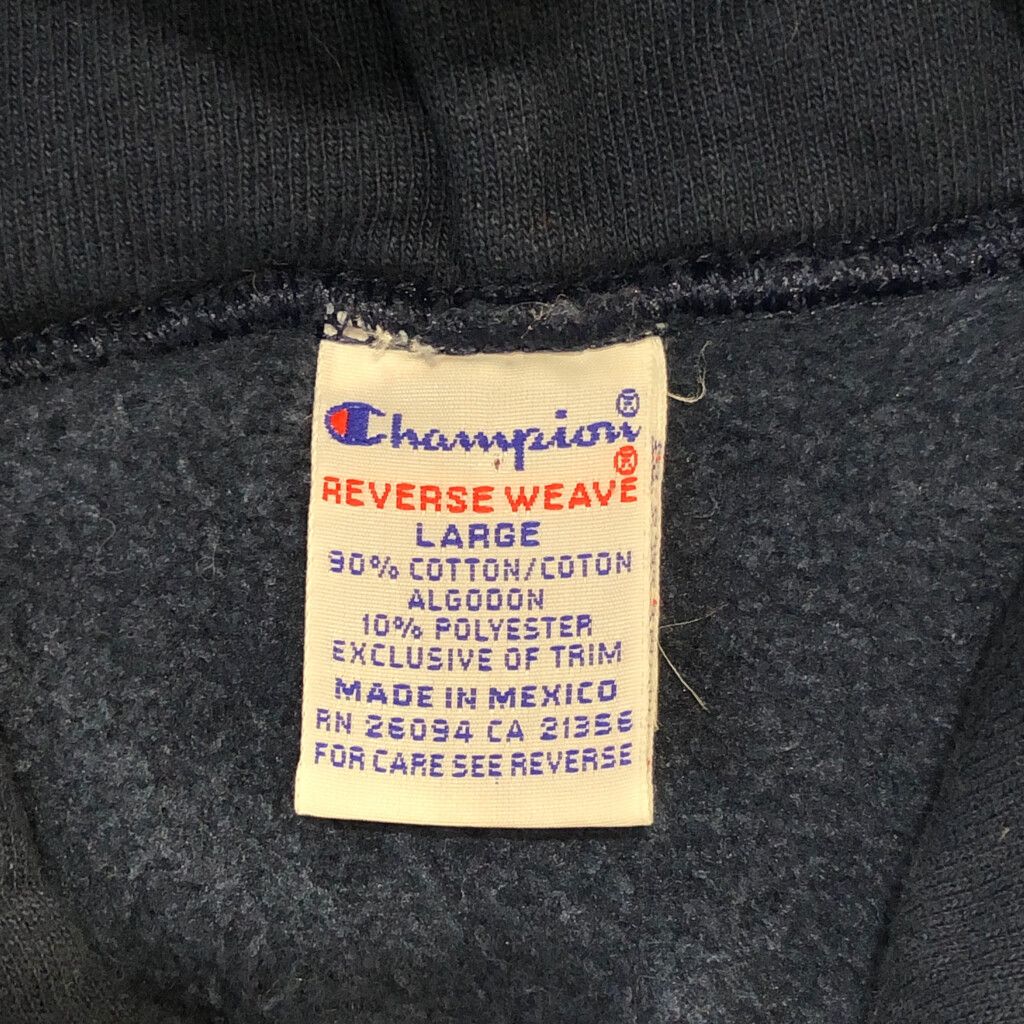 Champion®
®
REVERSE WEAVE
LARGE
90% COTTON/COTON
ALGODON
10% POLYESTER
EXCLUSIVE OF TRIM
MADE IN MEXICO
RN 26094 CA 21356
FOR CARE SEE REVERSE